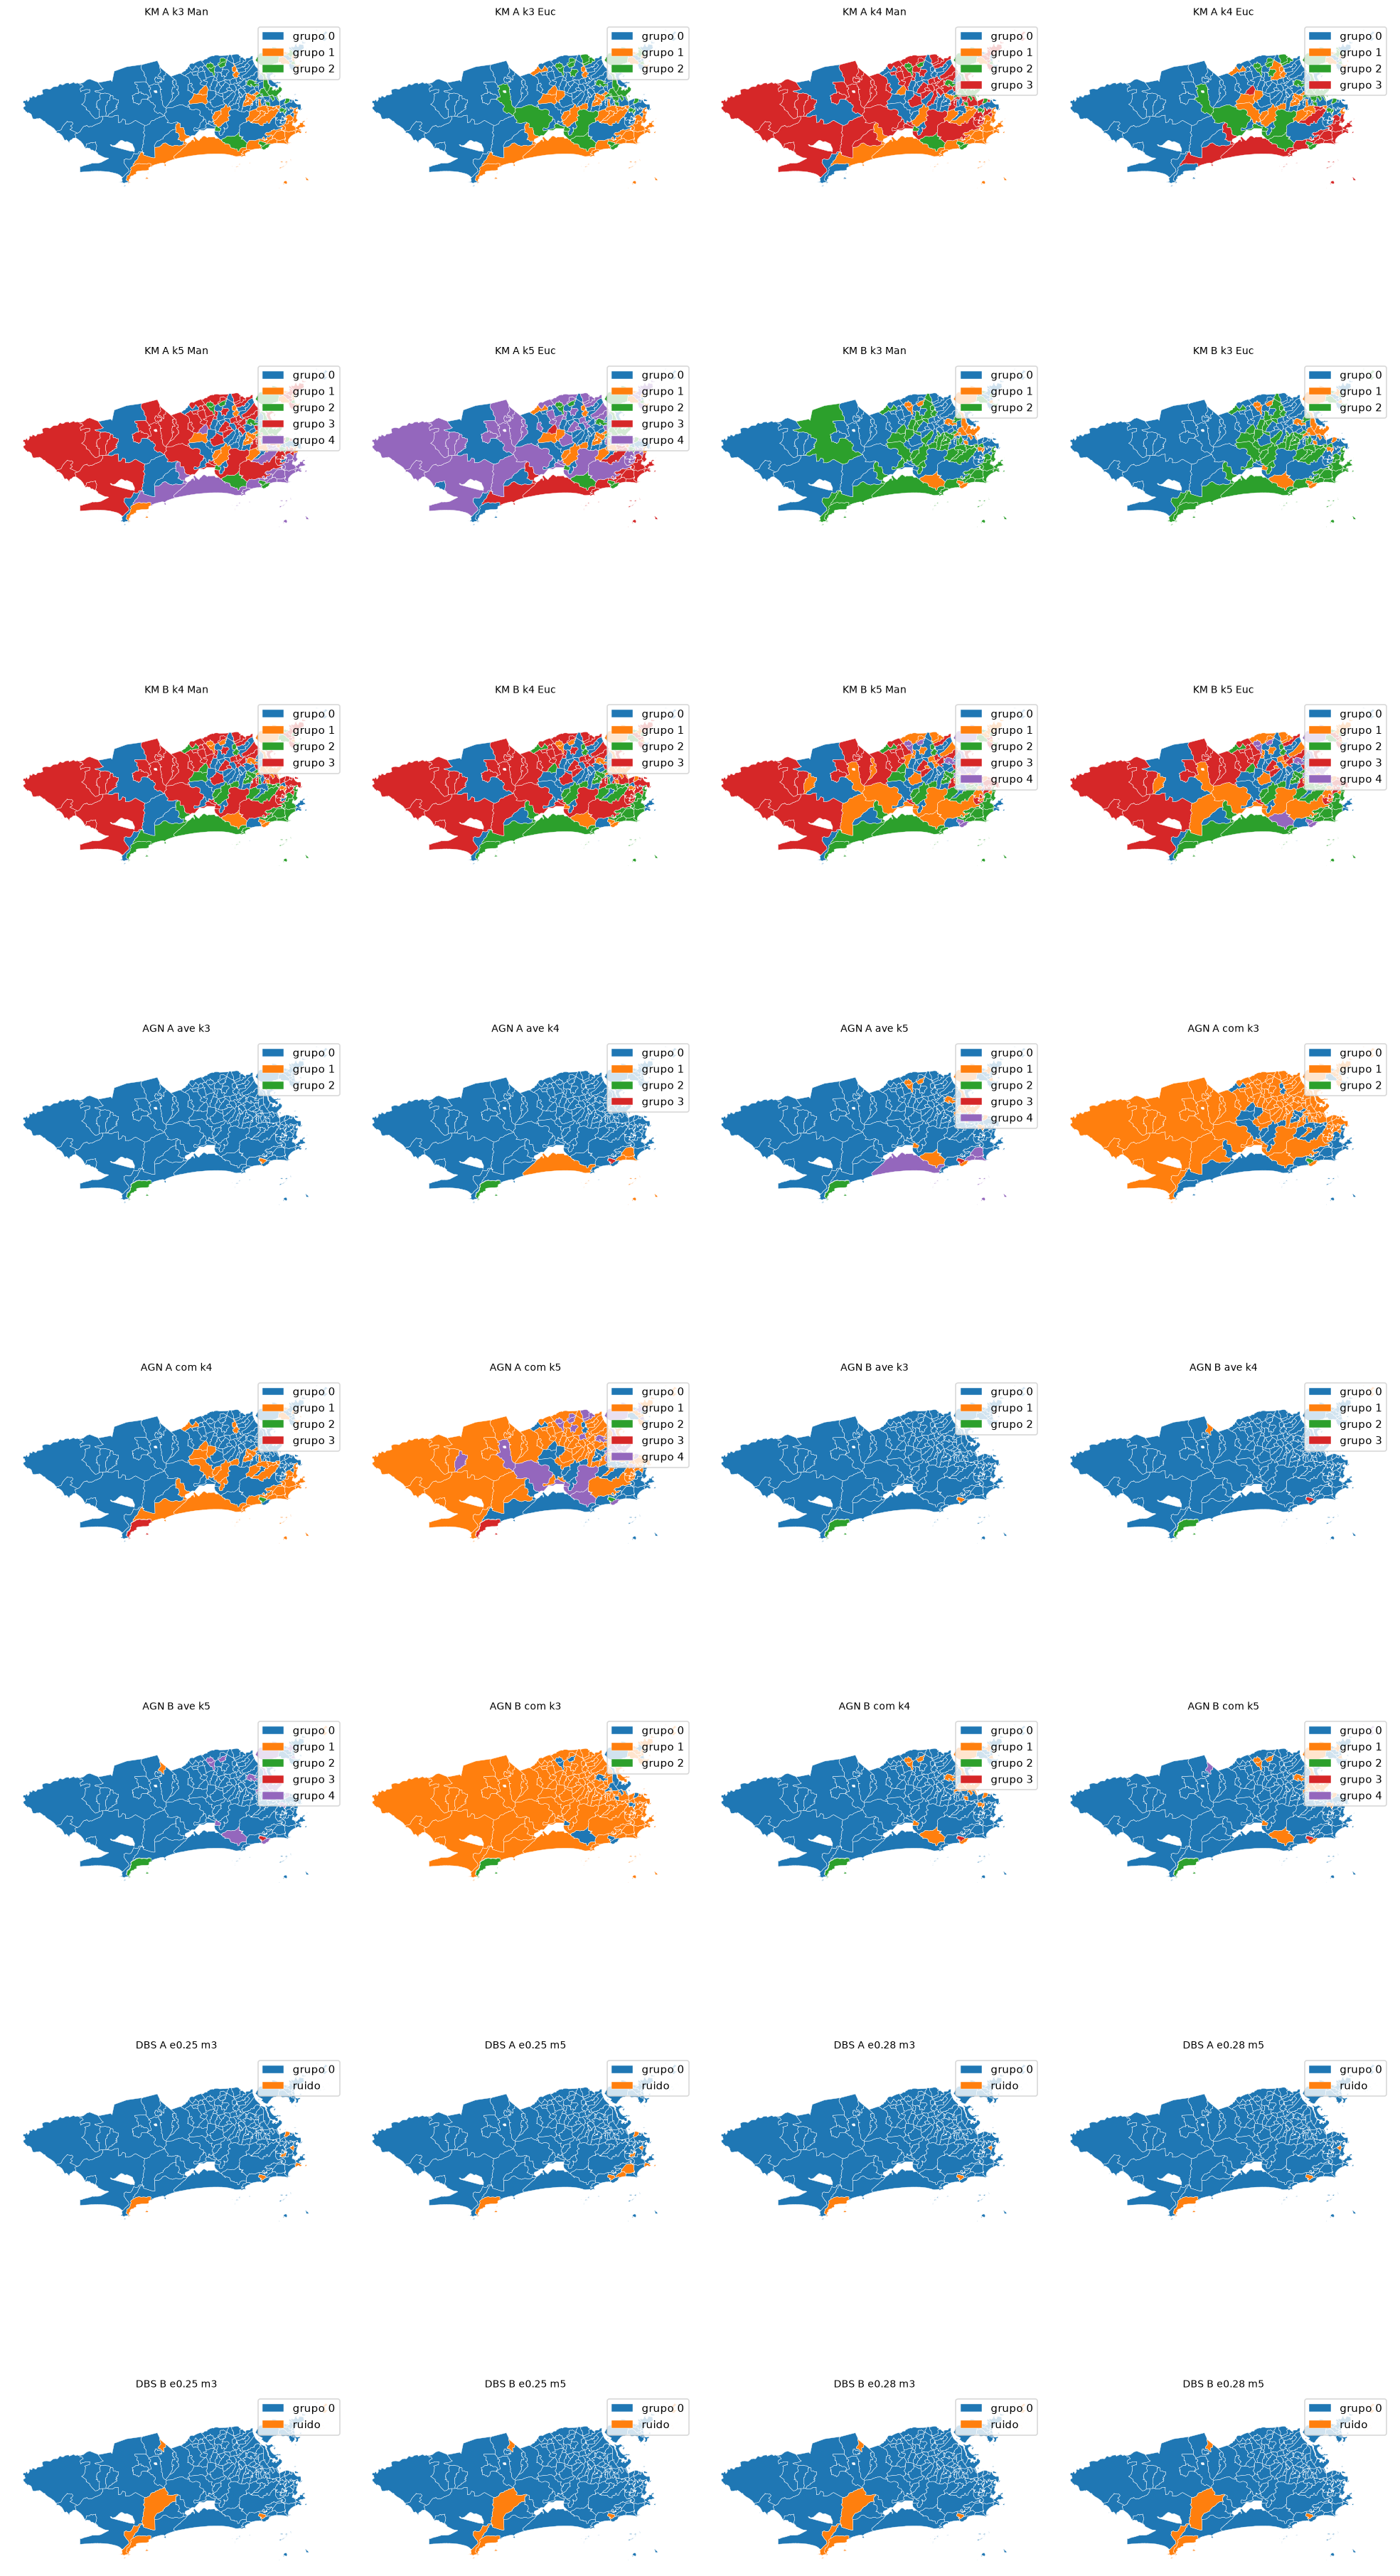 KM A k3 Man
grupo 0
grupo 1
grupo 2
KM A k3 Euc
grupo 0
grupo 1
grupo 2
KM A k4 Man
grupo 0
grupo 1
grupo 2
grupo 3
KM A k4 Euc
grupo 0
grupo 1
grupo 2
grupo 3
KM A k5 Man
grupo 0
grupo 1
grupo 2
grupo 3
grupo 4
KM A k5 Euc
grupo 0
grupo 1
grupo 2
grupo 3
grupo 4
KM B k3 Man
grupo 0
grupo 1
grupo 2
KM B k3 Euc
grupo 0
grupo 1
grupo 2
KM B k4 Man
grupo 0
grupo 1
grupo 2
grupo 3
KM B k4 Euc
grupo 0
grupo 1
grupo 2
grupo 3
KM B k5 Man
grupo 0
grupo 1
grupo 2
grupo 3
grupo 4
KM B k5 Euc
grupo 0
grupo 1
grupo 2
grupo 3
grupo 4
AGN A ave k3
grupo 0
grupo 1
grupo 2
AGN A ave k4
grupo 0
grupo 1
grupo 2
grupo 3
AGN A ave k5
grupo 0
grupo 1
grupo 2
grupo 3
grupo 4
AGN A com k3
grupo 0
grupo 1
grupo 2
AGN A com k4
grupo 0
grupo 1
grupo 2
grupo 3
AGN A com k5
grupo 0
grupo 1
grupo 2
grupo 3
grupo 4
AGN B ave k3
grupo 0
grupo 1
grupo 2
AGN B ave k4
grupo 0
grupo 1
grupo 2
grupo 3
AGN B ave k5
grupo 0
grupo 1
grupo 2
grupo 3
grupo 4
AGN B com k3
grupo 0
grupo 1
grupo 2
AGN B com k4
grupo 0
grupo 1
grupo 2
grupo 3
AGN B com k5
grupo 0
grupo 1
grupo 2
grupo 3
grupo 4
DBS A e0.25 m3
grupo 0
ruido
DBS A e0.25 m5
grupo 0
ruido
DBS A e0.28 m3
grupo 0
ruido
DBS A e0.28 m5
grupo 0
ruido
DBS B e0.25 m3
grupo 0
ruido
DBS B e0.25 m5
grupo 0
ruido
DBS B e0.28 m3
grupo 0
ruido
DBS B e0.28 m5
grupo 0
ruido